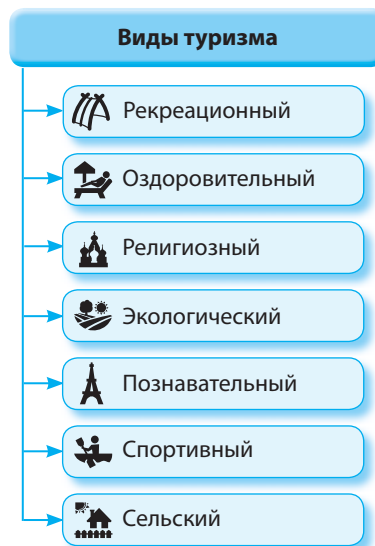 Виды туризма
Рекреационный
Оздоровительный
Религиозный
Экологический
Познавательный
Спортивный
Сельский